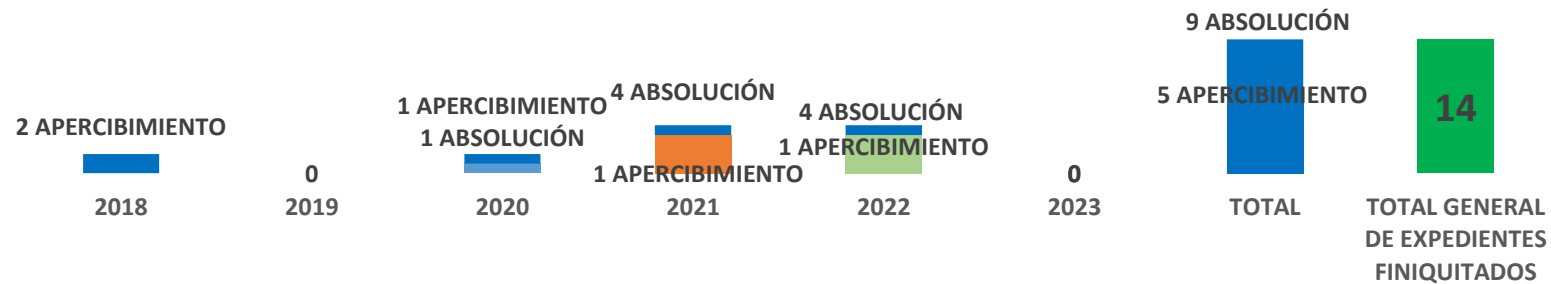 2 APERCIBIMIENTO
2018
0
2019
1 APERCIBIMIENTO
1 ABSOLUCIÓN
2020
4 ABSOLUCIÓN
1 APERCIBIMIENTO
2021
4 ABSOLUCIÓN
1 APERCIBIMIENTO
2022
0
2023
9 ABSOLUCIÓN
5 APERCIBIMIENTO
TOTAL
14
TOTAL GENERAL
DE EXPEDIENTES
FINIQUITADOS